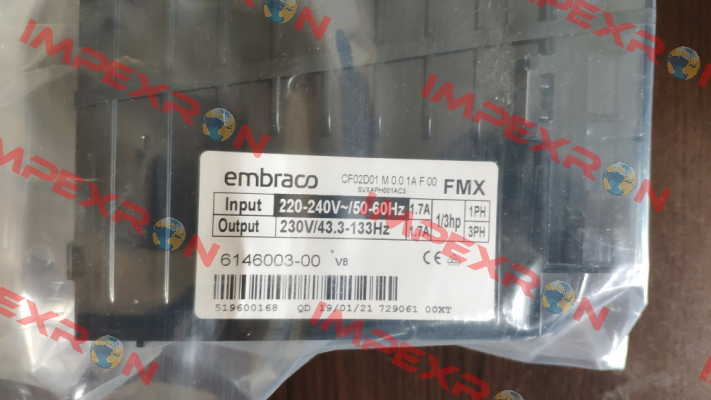 IMPEXRON
IMPEXRON
IMPEXRON
embraco
CF02D01 M 0.0 1A F 00
SVXAPH001AC3
FMX
Input 220-240V~/50-60Hz 1.7A 1/3hp 1PH
Output 230V/43.3-133Hz 1.7A 3PH
6146003-00 V8
CE
519600168 QD 19/01/21 729061 00XT
IMPEXRON
IMPEXRON
IMPEXRON